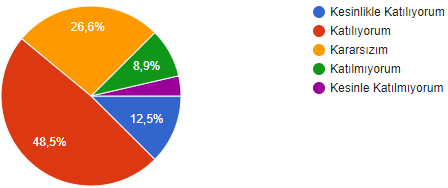 Kesinlikle Katılıyorum
Katılıyorum
Kararsızım
Katılmıyorum
Kesinle Katılmıyorum
26,6%
8,9%
12,5%
48,5%